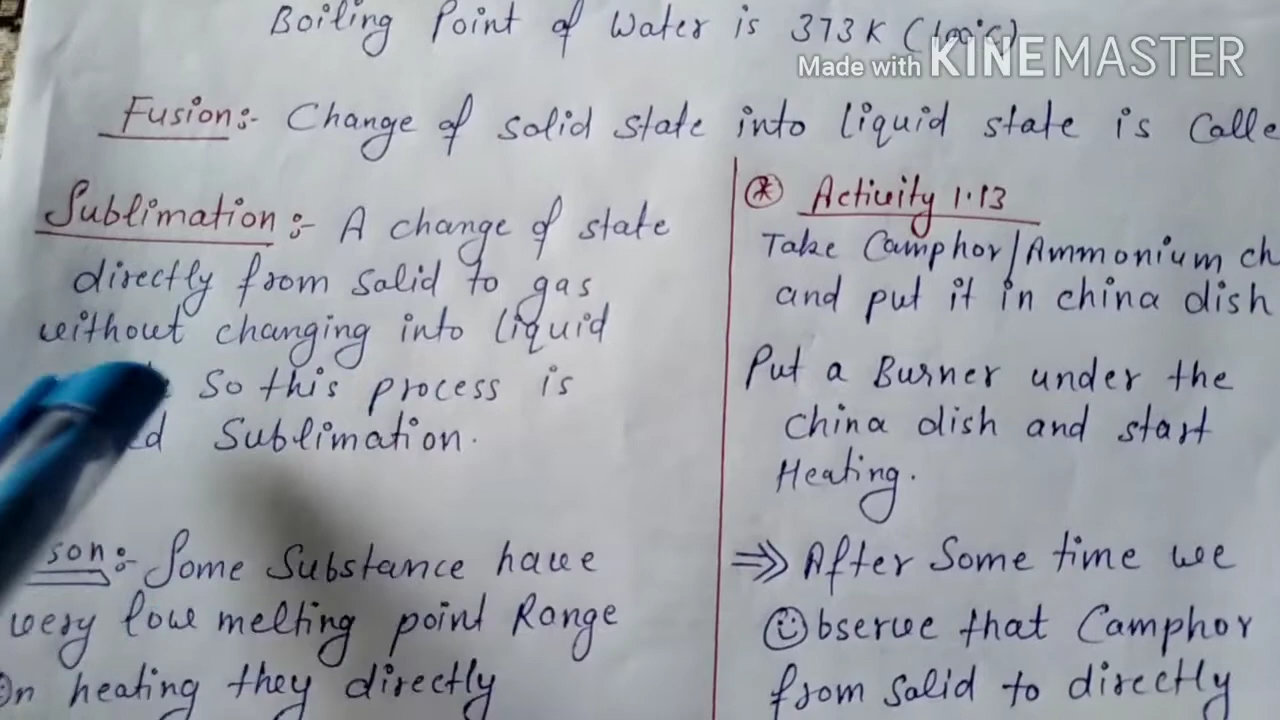 Boiling Point of Water is 373K (100°C)
Made with KINEMASTER
Fusion:- Change of solid state into liquid state is Calle
Sublimation:- A change of state
directly from solid to gas
without changing into liquid
So this process is
ed Sublimation.
son:- Some Substance have
very low melting point Range
On heating they directly
* Activity 1.13
Take Camphor/Ammonium ch
and put it in china dish
Put a Burner under the
china dish and start
Heating.
⇒ After Some time we
Observe that Camphor
from solid to directly